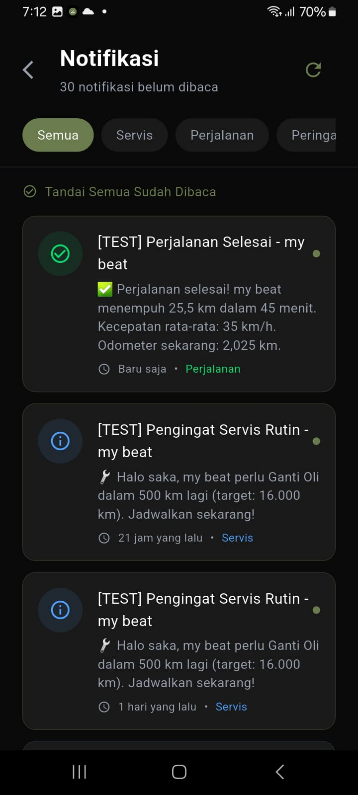 7:12
70%
Notifikasi
30 notifikasi belum dibaca
Semua
Servis
Perjalanan
Peringa
Tandai Semua Sudah Dibaca
[TEST] Perjalanan Selesai - my
beat
✅ Perjalanan selesai! my beat
menempuh 25,5 km dalam 45 menit.
Kecepatan rata-rata: 35 km/h.
Odometer sekarang: 2,025 km.
Baru saja • Perjalanan
[TEST] Pengingat Servis Rutin -
my beat
🔧 Halo saka, my beat perlu Ganti Oli
dalam 500 km lagi (target: 16.000
km). Jadwalkan sekarang!
21 jam yang lalu • Servis
[TEST] Pengingat Servis Rutin -
my beat
🔧 Halo saka, my beat perlu Ganti Oli
dalam 500 km lagi (target: 16.000
km). Jadwalkan sekarang!
1 hari yang lalu • Servis